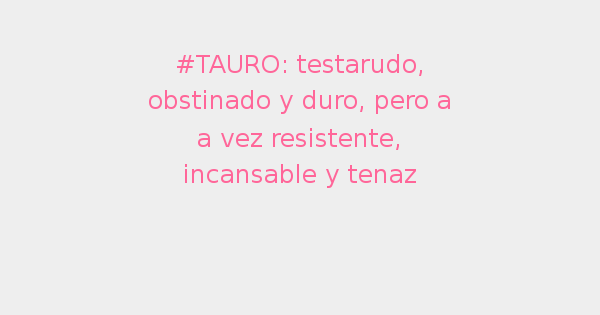 #TAURO: testarudo,
obstinado y duro, pero a
a vez resistente,
incansable y tenaz